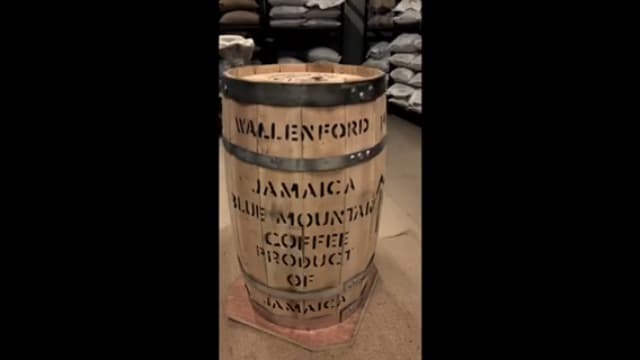 WALLENFORD
JAMAICA
BLUE MOUNTAIN
COFFEE
PRODUCT
OF
JAMAICA